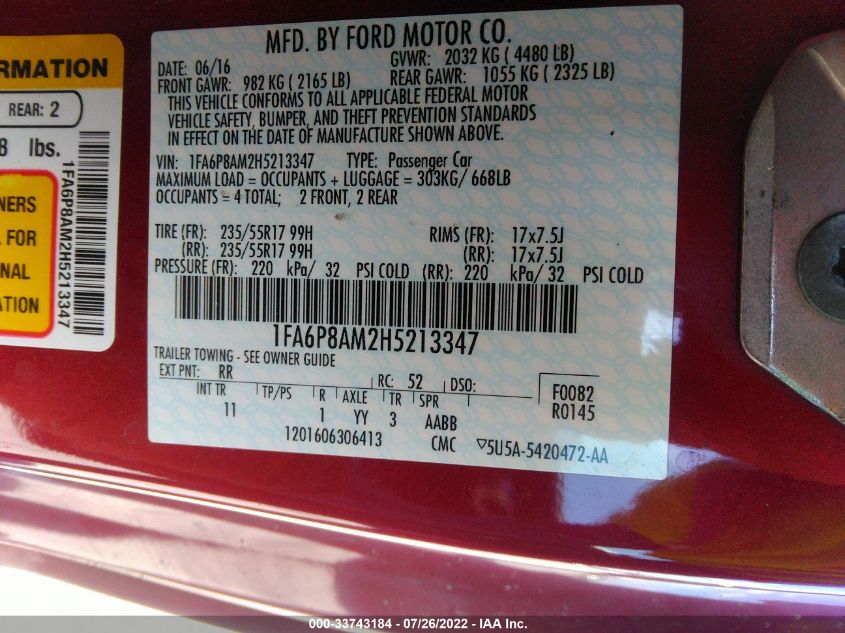 RMATION
REAR: 2
8 lbs.
1FA6P8AM2H5213347
NERS
L FOR
NAL
ATION
MFD. BY FORD MOTOR CO.
DATE: 06/16 GVWR: 2032 KG ( 4480 LB)
FRONT GAWR: 982 KG ( 2165 LB) REAR GAWR: 1055 KG ( 2325 LB)
THIS VEHICLE CONFORMS TO ALL APPLICABLE FEDERAL MOTOR
VEHICLE SAFETY, BUMPER, AND THEFT PREVENTION STANDARDS
IN EFFECT ON THE DATE OF MANUFACTURE SHOWN ABOVE.
VIN: 1FA6P8AM2H5213347 TYPE: Passenger Car
MAXIMUM LOAD = OCCUPANTS + LUGGAGE = 303KG/ 668LB
OCCUPANTS = 4 TOTAL; 2 FRONT, 2 REAR
TIRE (FR): 235/55R17 99H RIMS (FR): 17x7.5J
(RR): 235/55R17 99H (RR): 17x7.5J
PRESSURE (FR): 220 kPa/ 32 PSI COLD (RR): 220 kPa/ 32 PSI COLD
1FA6P8AM2H5213347
TRAILER TOWING - SEE OWNER GUIDE
EXT PNT: RR RC: 52 DSO: F0082
INT TR TP/PS R AXLE TR SPR R0145
11 1 YY 3 AABB
1201606306413 CMC ▽5U5A-5420472-AA
000-33743184 - 07/26/2022 - IAA Inc.